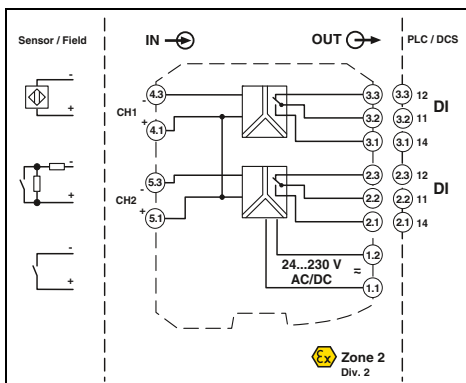 Sensor / Field
IN
OUT
PLC / DCS
-
+
-
+
-
+
CH1
-
4.3
+
4.1
CH2
5.3
-
+
5.1
3.3
3.2
3.1
2.3
2.2
2.1
1.2
1.1
3.3 12
3.2 11
3.1 14
DI
2.3 12
2.2 11
2.1 14
DI
24...230 V
AC/DC
≈
Ex Zone 2
Div. 2